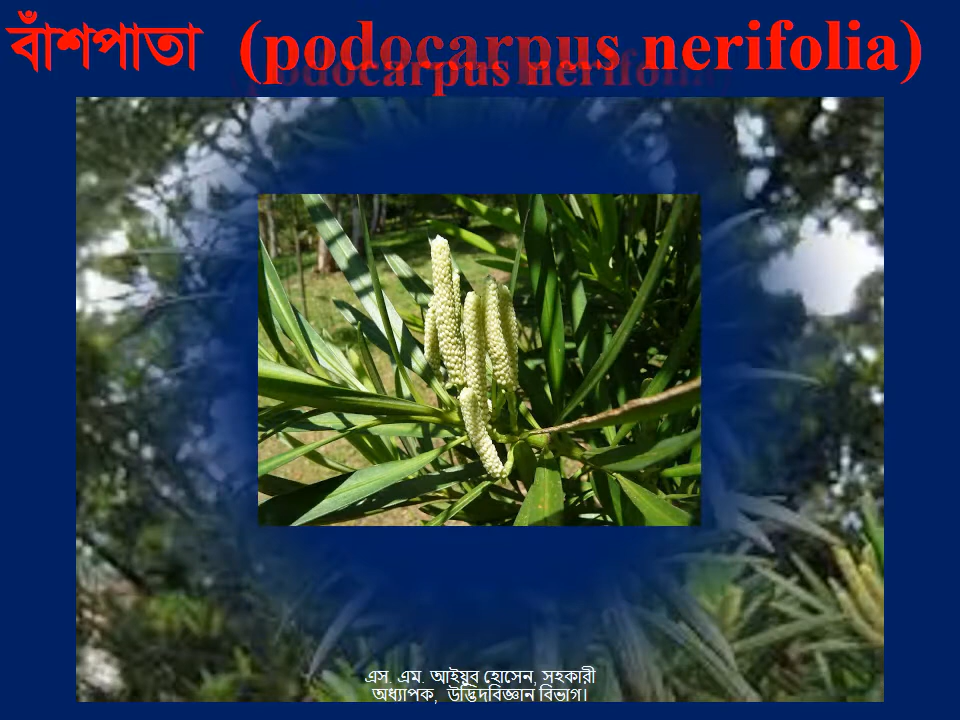 বাঁশপাতা (podocarpus nerifolia)
এস. এম. আইয়ুব হোসেন, সহকারী
অধ্যাপক, উদ্ভিদবিজ্ঞান বিভাগ।